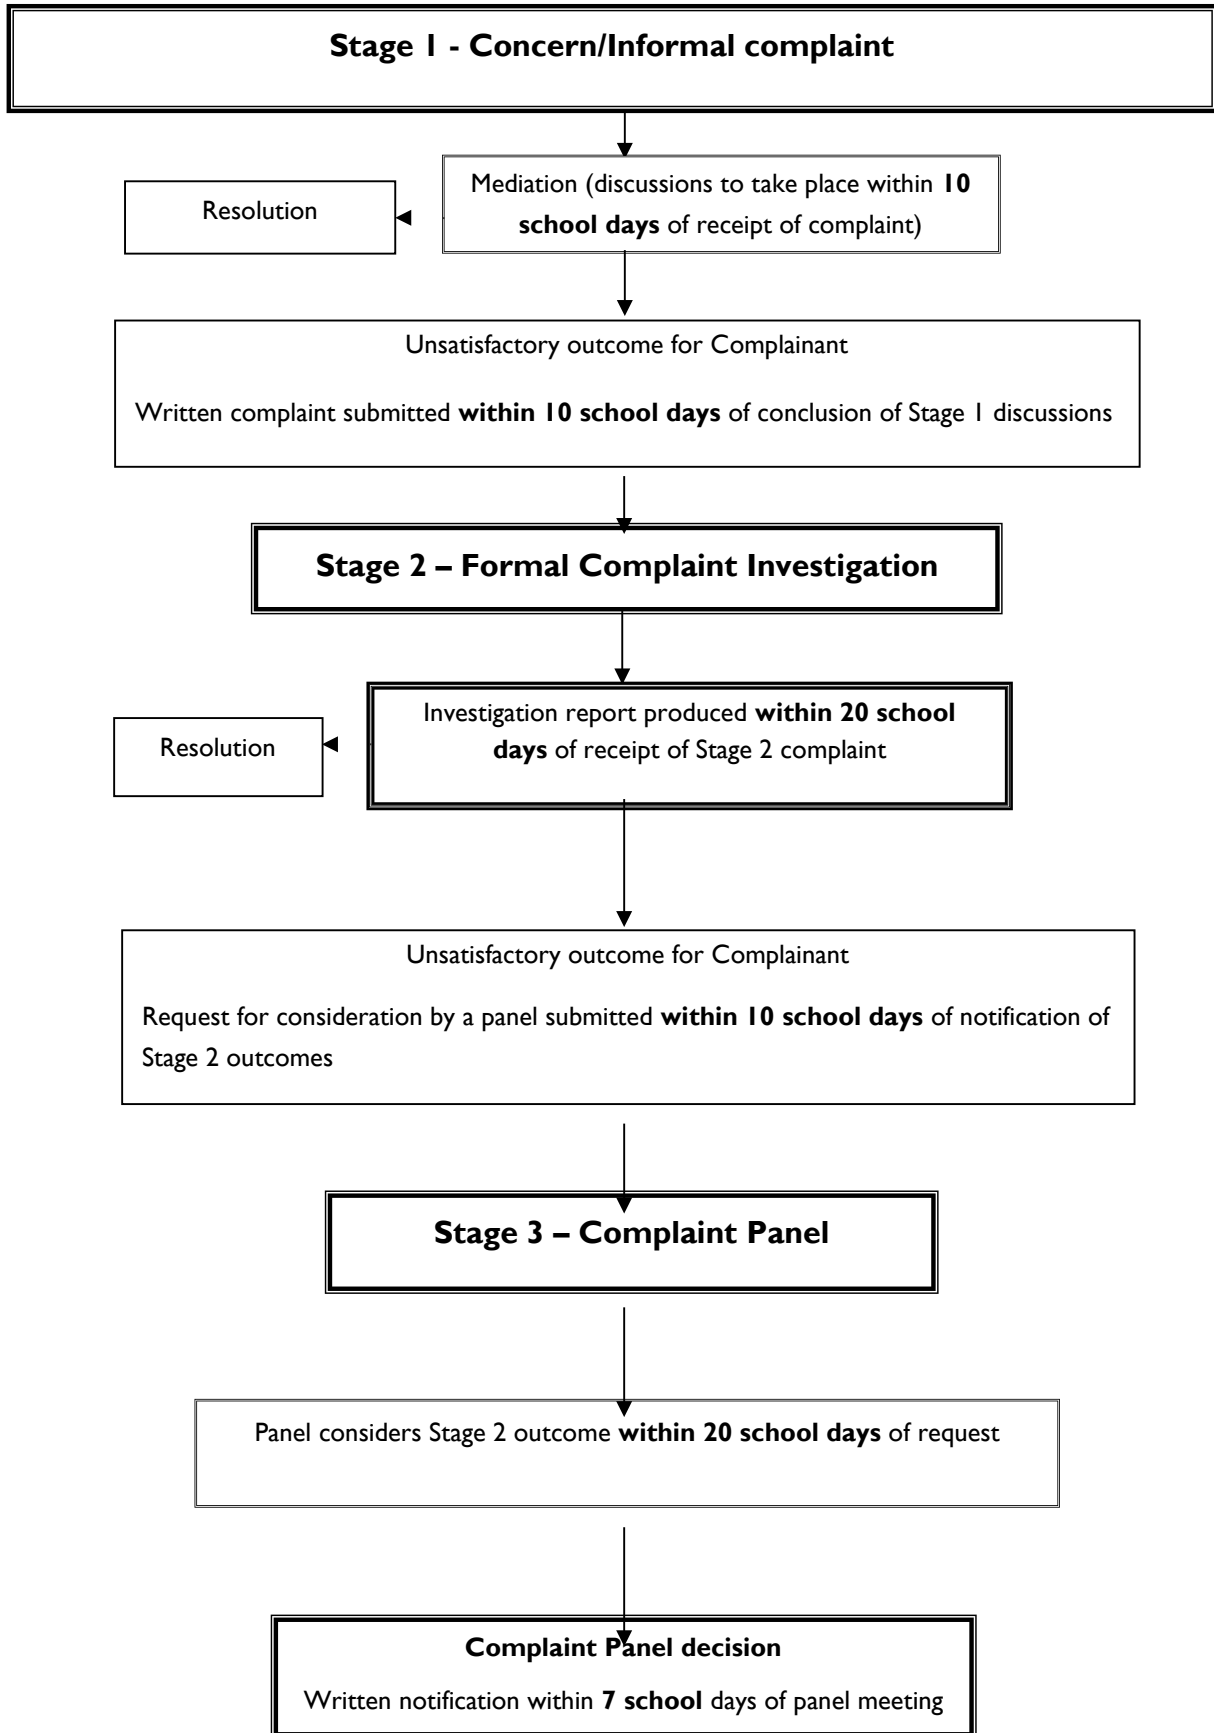 Stage 1 - Concern/Informal complaint
Mediation (discussions to take place within 10
school days of receipt of complaint)
Resolution
Unsatisfactory outcome for Complainant
Written complaint submitted within 10 school days of conclusion of Stage 1 discussions
Stage 2 – Formal Complaint Investigation
Investigation report produced within 20 school
days of receipt of Stage 2 complaint
Resolution
Unsatisfactory outcome for Complainant
Request for consideration by a panel submitted within 10 school days of notification of
Stage 2 outcomes
Stage 3 – Complaint Panel
Panel considers Stage 2 outcome within 20 school days of request
Complaint Panel decision
Written notification within 7 school days of panel meeting